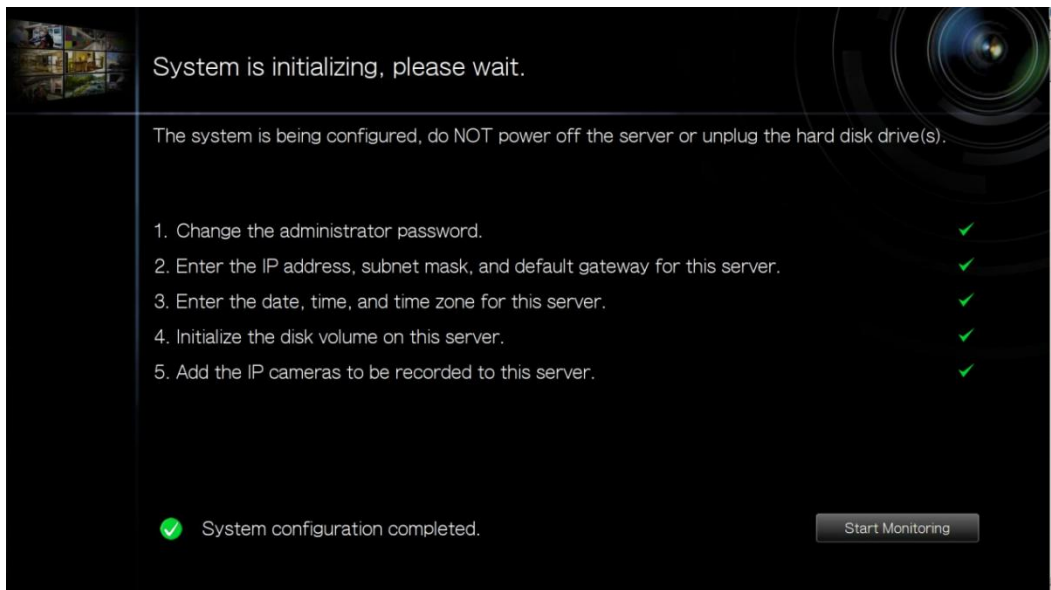 System is initializing, please wait.
The system is being configured, do NOT power off the server or unplug the hard disk drive(s).
1. Change the administrator password.
2. Enter the IP address, subnet mask, and default gateway for this server.
3. Enter the date, time, and time zone for this server.
4. Initialize the disk volume on this server.
5. Add the IP cameras to be recorded to this server.
System configuration completed.
Start Monitoring